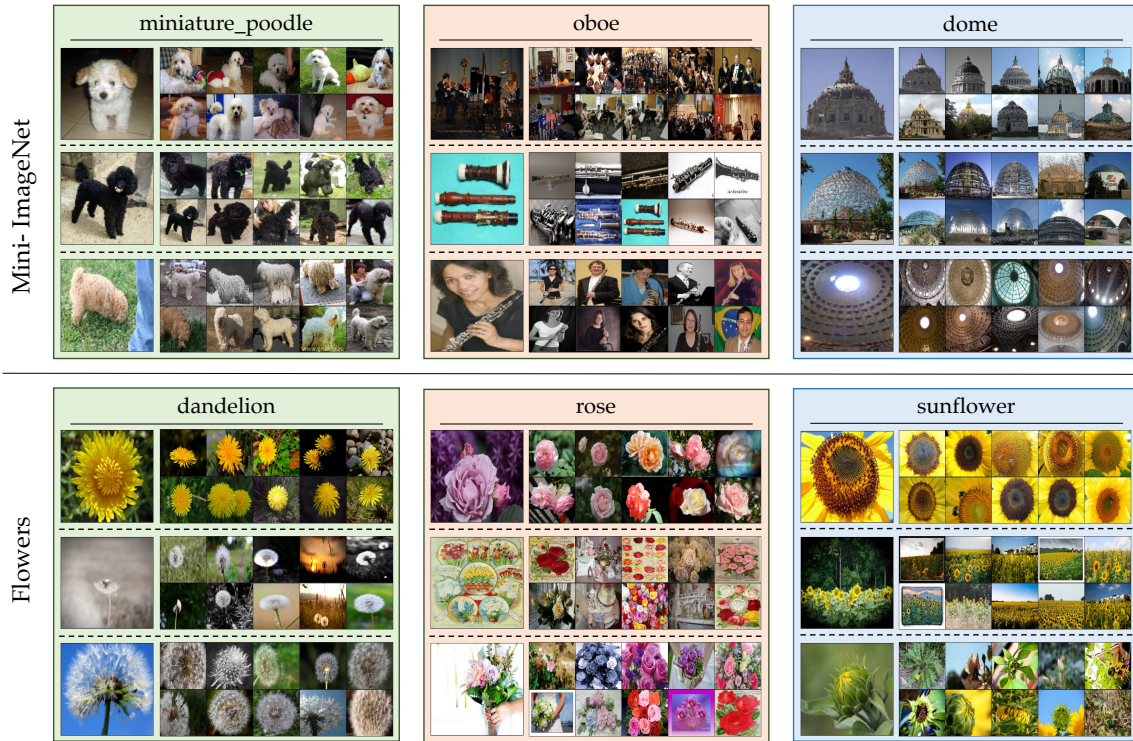 miniature_poodle
oboe
dome
Mini- ImageNet
dandelion
rose
sunflower
Flowers